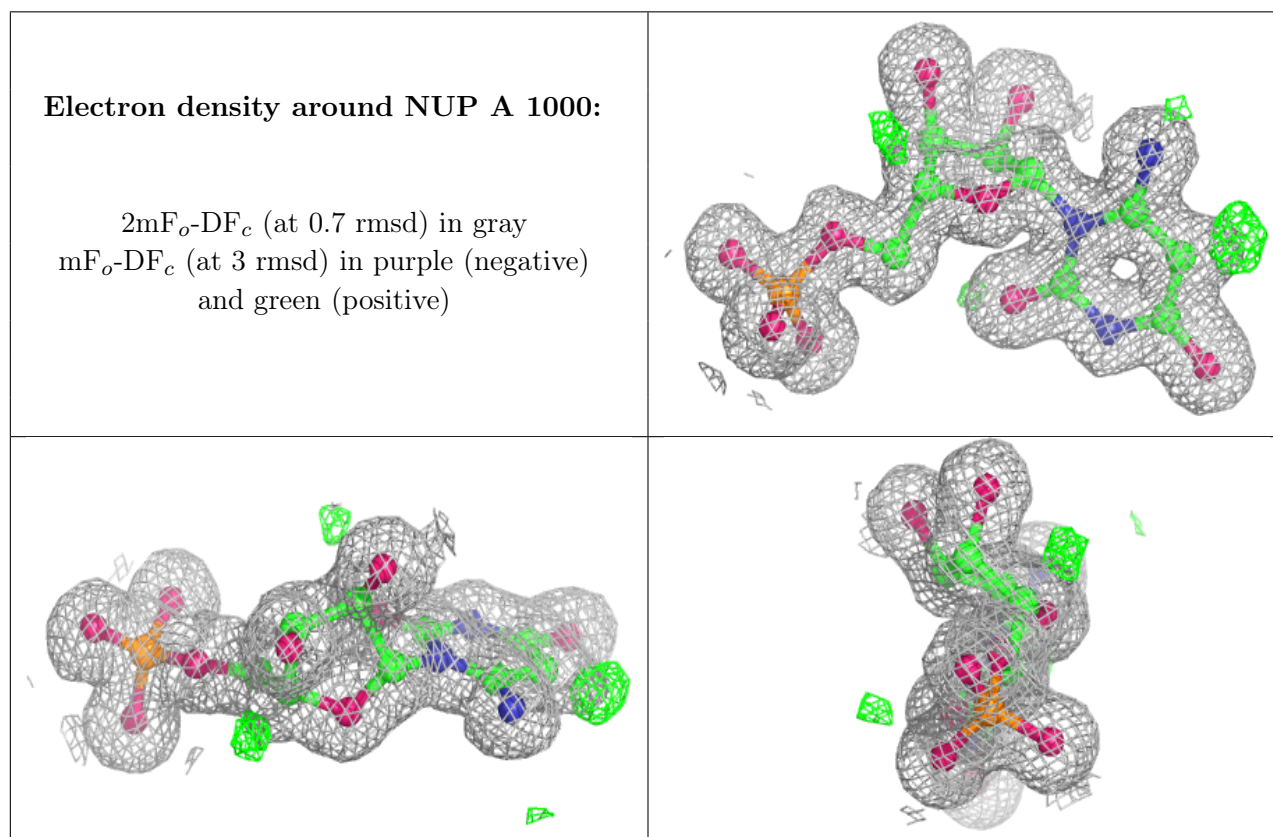 Electron density around NUP A 1000:
2mFo-DFc (at 0.7 rmsd) in gray
mFo-DFc (at 3 rmsd) in purple (negative)
and green (positive)